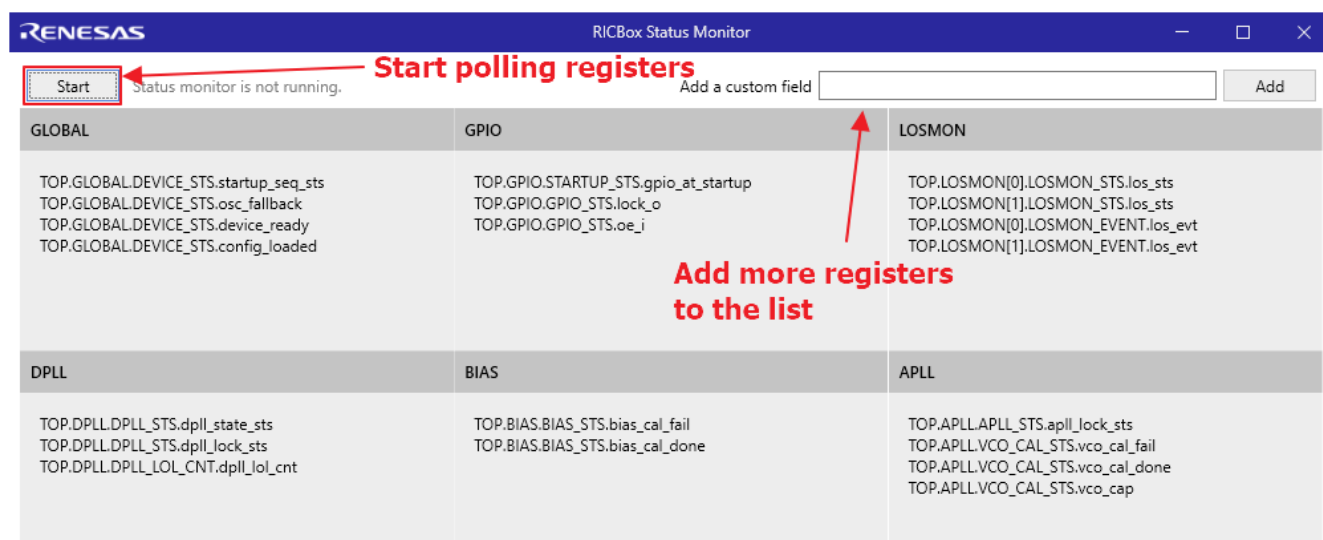 RENESAS
RICBox Status Monitor
Start polling registers
Start
Status monitor is not running.
Add a custom field
Add
GLOBAL
TOP.GLOBAL.DEVICE_STS.startup_seq_sts
TOP.GLOBAL.DEVICE_STS.osc_fallback
TOP.GLOBAL.DEVICE_STS.device_ready
TOP.GLOBAL.DEVICE_STS.config_loaded
GPIO
TOP.GPIO.STARTUP_STS.gpio_at_startup
TOP.GPIO.GPIO_STS.lock_o
TOP.GPIO.GPIO_STS.oe_i
LOSMON
TOP.LOSMON[0].LOSMON_STS.los_sts
TOP.LOSMON[1].LOSMON_STS.los_sts
TOP.LOSMON[0].LOSMON_EVENT.los_evt
TOP.LOSMON[1].LOSMON_EVENT.los_evt
Add more registers
to the list
DPLL
TOP.DPLL.DPLL_STS.dpll_state_sts
TOP.DPLL.DPLL_STS.dpll_lock_sts
TOP.DPLL.DPLL_LOL_CNT.dpll_lol_cnt
BIAS
TOP.BIAS.BIAS_STS.bias_cal_fail
TOP.BIAS.BIAS_STS.bias_cal_done
APLL
TOP.APLL.APLL_STS.apll_lock_sts
TOP.APLL.VCO_CAL_STS.vco_cal_fail
TOP.APLL.VCO_CAL_STS.vco_cal_done
TOP.APLL.VCO_CAL_STS.vco_cap